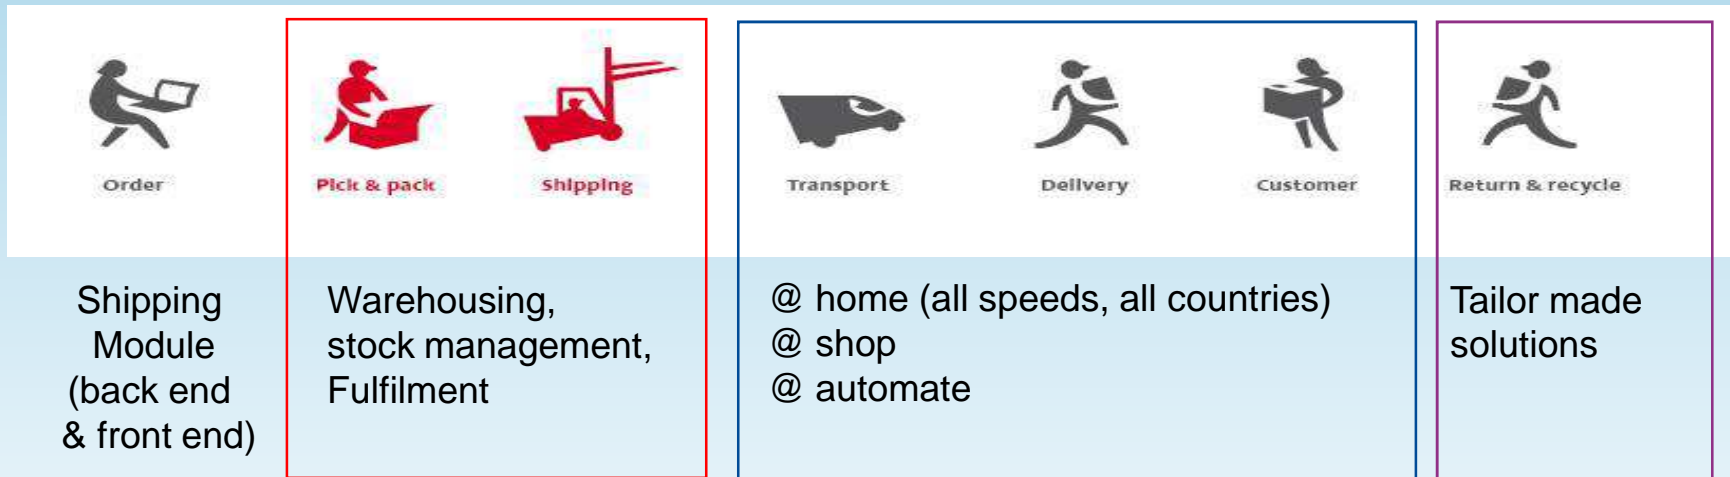 Order
Pick & pack
Shipping
Transport
Delivery
Customer
Return & recycle
Shipping
Module
(back end
& front end)
Warehousing,
stock management,
Fulfilment
@ home (all speeds, all countries)
@ shop
@ automate
Tailor made
solutions